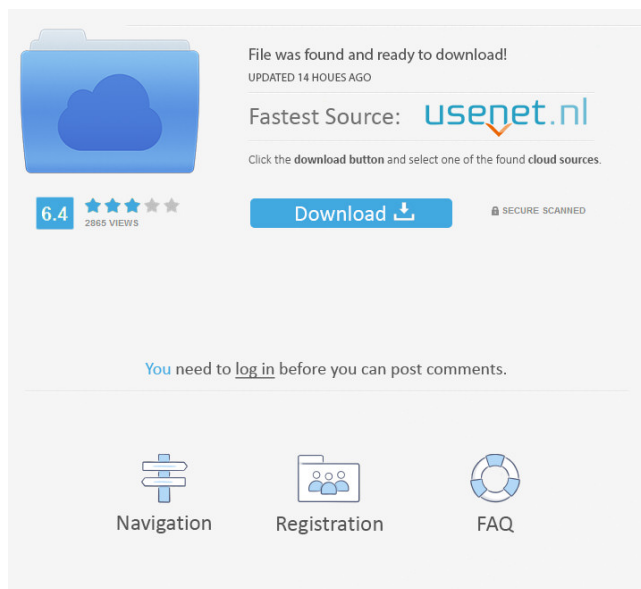 File was found and ready to download!
UPDATED 14 HOUES AGO
Fastest Source: usenet.nl
Click the download button and select one of the found cloud sources.
6.4
2865 VIEWS
Download
SECURE SCANNED
You need to log in before you can post comments.
Navigation
Registration
FAQ